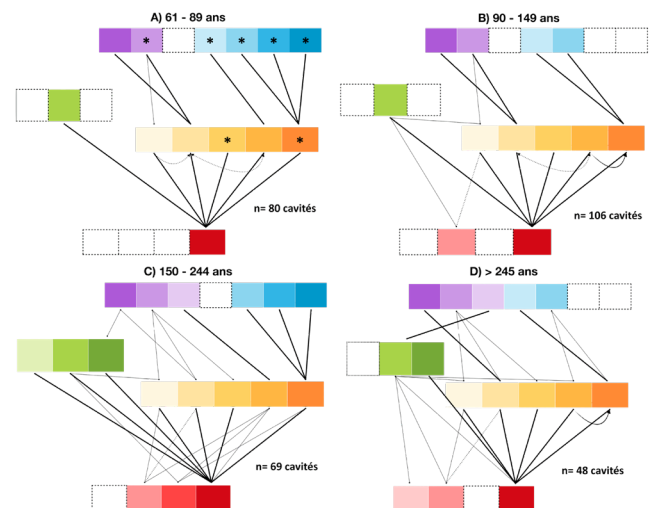 A) 61 - 89 ans
* * * * *
* *
n= 80 cavités
B) 90 - 149 ans
n= 106 cavités
C) 150 - 244 ans
n= 69 cavités
D) > 245 ans
n= 48 cavités